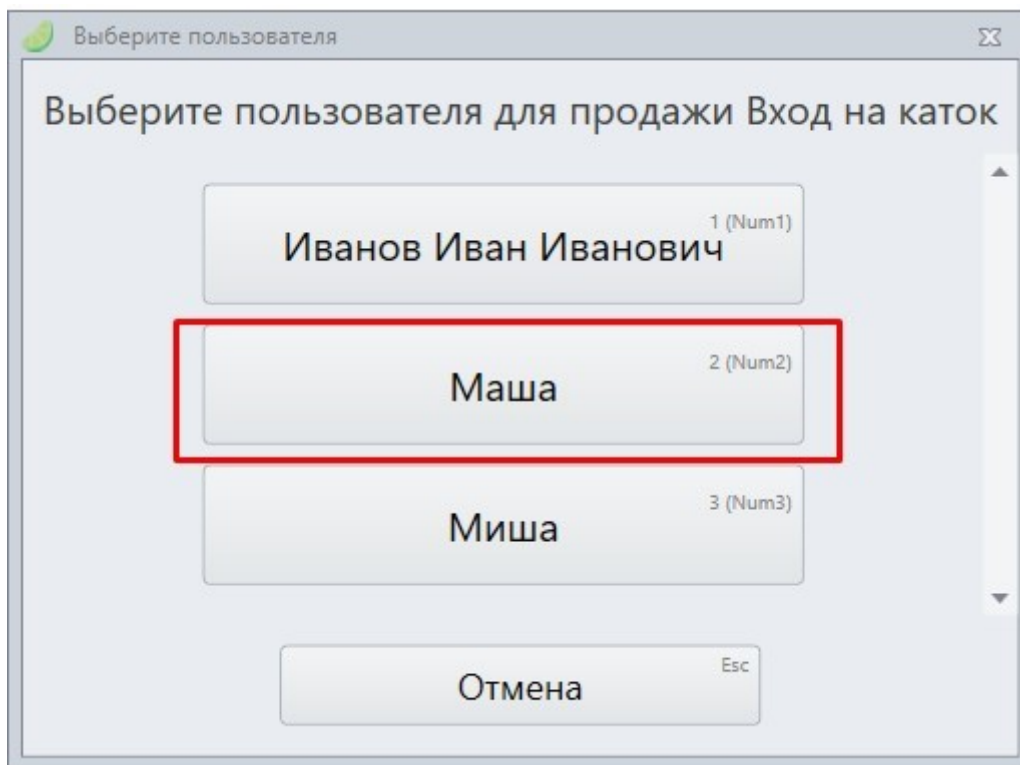 Выберите пользователя
Выберите пользователя для продажи Вход на каток
1 (Num1)
Иванов Иван Иванович
2 (Num2)
Маша
3 (Num3)
Миша
Esc
Отмена